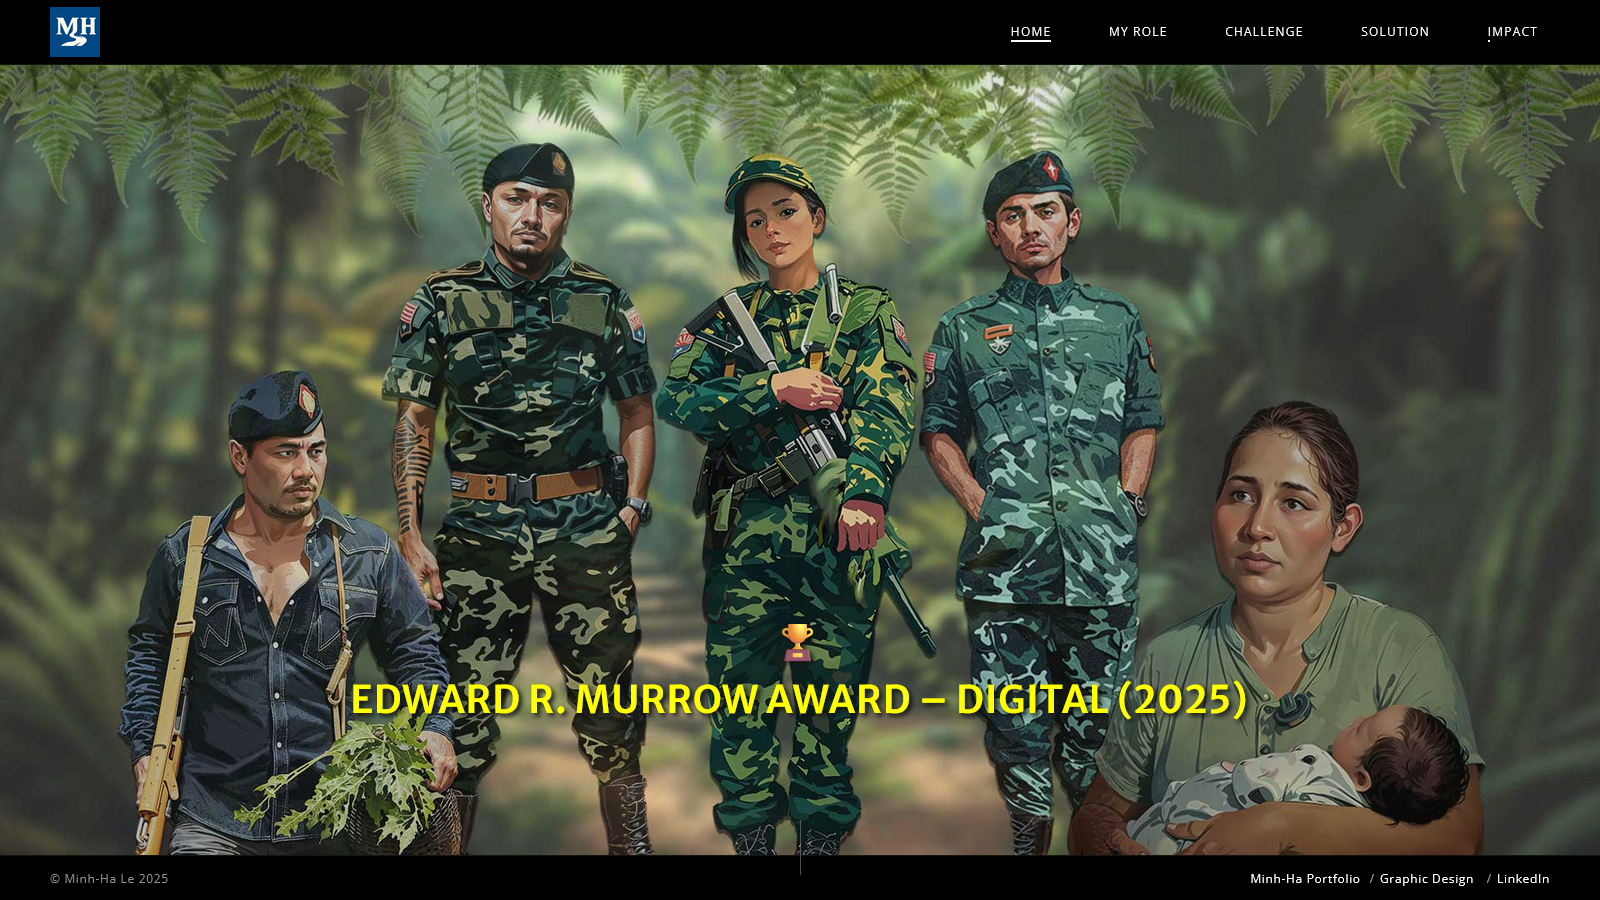 MH
HOME MY ROLE CHALLENGE SOLUTION IMPACT
EDWARD R. MURROW AWARD – DIGITAL (2025)
© Minh-Ha Le 2025
Minh-Ha Portfolio / Graphic Design / LinkedIn